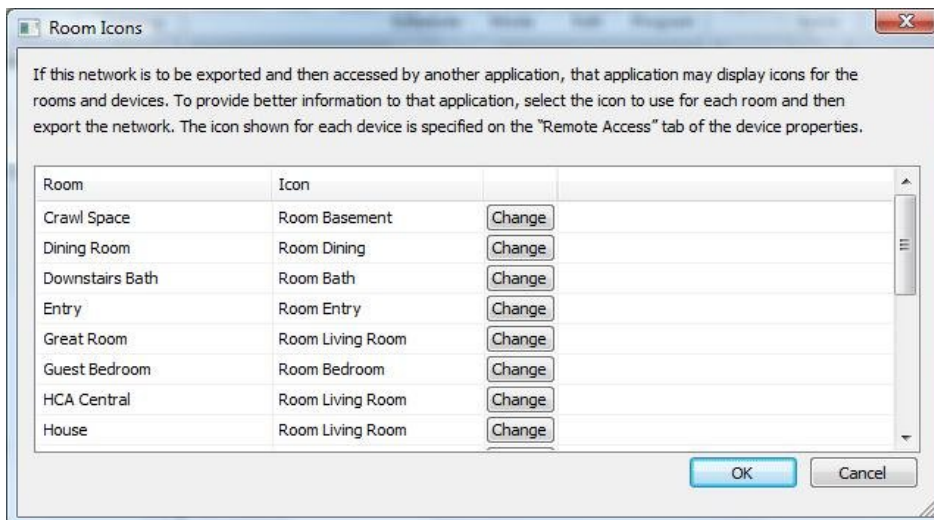 Room Icons
If this network is to be exported and then accessed by another application, that application may display icons for the
rooms and devices. To provide better information to that application, select the icon to use for each room and then
export the network. The icon shown for each device is specified on the "Remote Access" tab of the device properties.
Room Icon
Crawl Space Room Basement Change
Dining Room Room Dining Change
Downstairs Bath Room Bath Change
Entry Room Entry Change
Great Room Room Living Room Change
Guest Bedroom Room Bedroom Change
HCA Central Room Living Room Change
House Room Living Room Change
OK Cancel